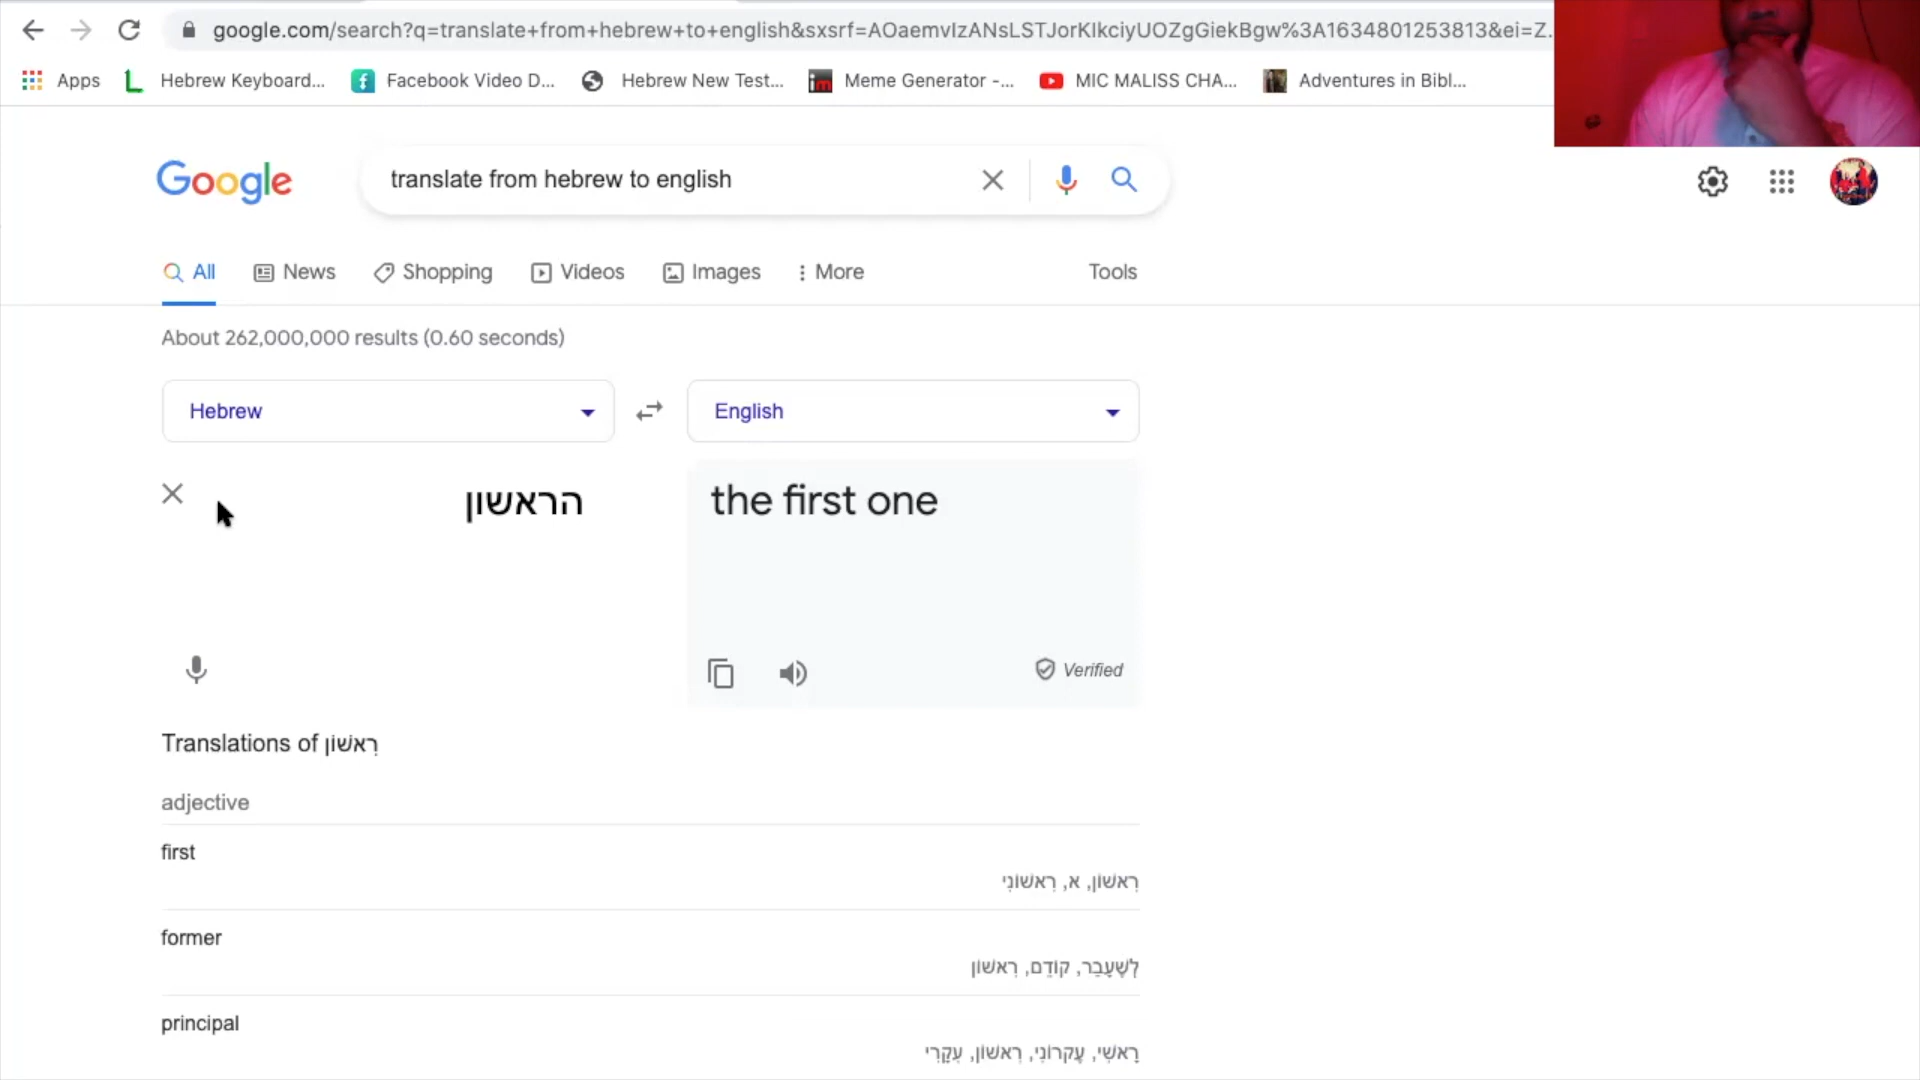 google.com/search?q=translate+from+hebrew+to+english&sxsrf=AOaemvIzANsLSTJorKIkciyUOZgGiekBgw%3A1634801253813&ei=Z.
Apps Hebrew Keyboard... Facebook Video D... Hebrew New Test... Meme Generator -... MIC MALISS CHA... Adventures in Bibl...
Google translate from hebrew to english
All News Shopping Videos Images More Tools
About 262,000,000 results (0.60 seconds)
Hebrew English
הראשון
the first one
Verified
Translations of רִאשׁוֹן
adjective
first
רִאשׁוֹן, א, רִאשׁוֹנִי
former
לְשֶׁעָבַר, קוֹדֵם, רִאשׁוֹן
principal
רָאשִׁי, עֶקרוֹנִי, רִאשׁוֹן, עִקָרִי